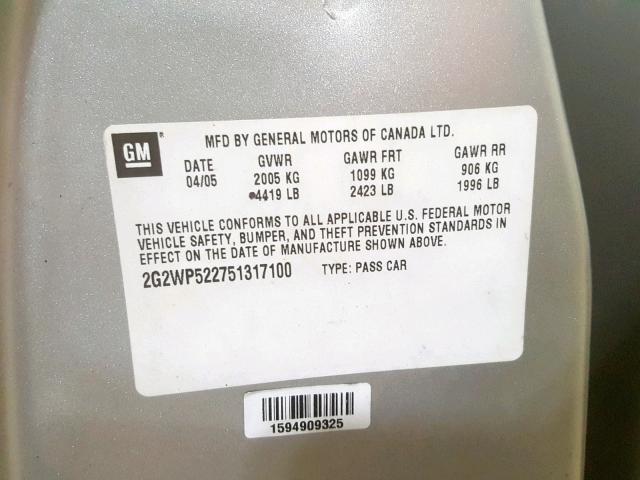 GM ®
MFD BY GENERAL MOTORS OF CANADA LTD.
DATE GVWR GAWR FRT GAWR RR
04/05 2005 KG 1099 KG 906 KG
4419 LB 2423 LB 1996 LB
THIS VEHICLE CONFORMS TO ALL APPLICABLE U.S. FEDERAL MOTOR
VEHICLE SAFETY, BUMPER, AND THEFT PREVENTION STANDARDS IN
EFFECT ON THE DATE OF MANUFACTURE SHOWN ABOVE.
2G2WP522751317100 TYPE: PASS CAR
1594909325